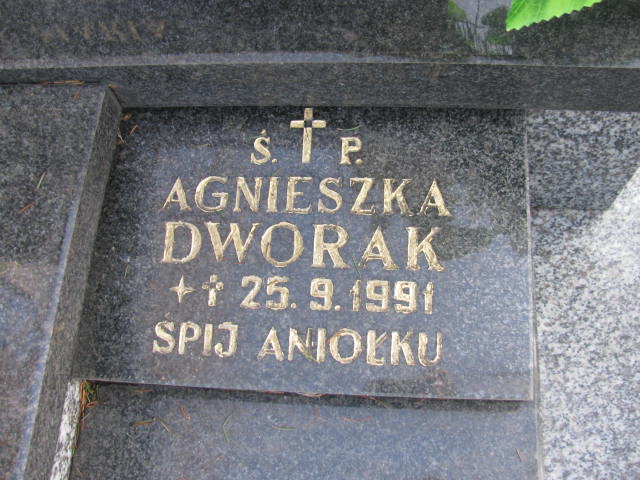 Ś. P.
AGNIESZKA
DWORAK
25.9.1991
ŚPIJ ANIOŁKU